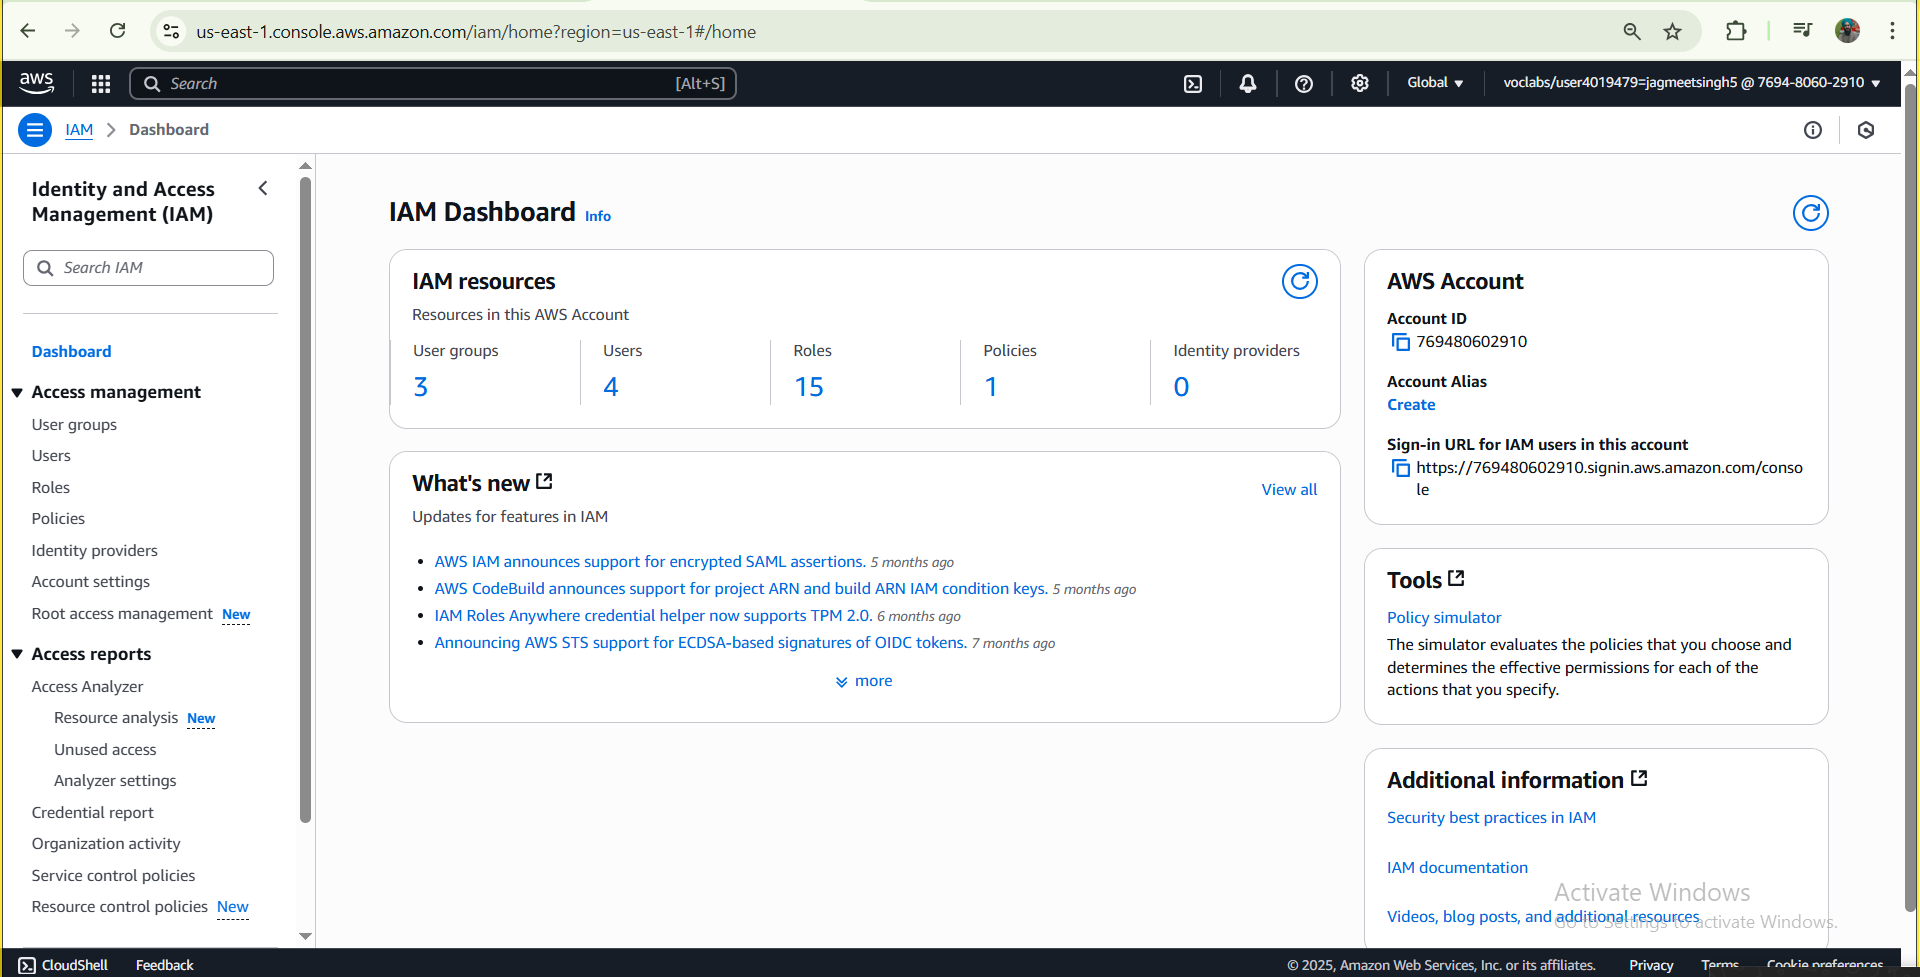 us-east-1.console.aws.amazon.com/iam/home?region=us-east-1#/home
aws
Search
[Alt+S]
Global
voclabs/user4019479=jagmeetsingh5 @ 7694-8060-2910
IAM
Dashboard
Identity and Access
Management (IAM)
Search IAM
Dashboard
Access management
User groups
Users
Roles
Policies
Identity providers
Account settings
Root access management New
Access reports
Access Analyzer
Resource analysis New
Unused access
Analyzer settings
Credential report
Organization activity
Service control policies
Resource control policies New
IAM Dashboard Info
IAM resources
Resources in this AWS Account
User groups
3
Users
4
Roles
15
Policies
1
Identity providers
0
What's new
View all
Updates for features in IAM
AWS IAM announces support for encrypted SAML assertions. 5 months ago
AWS CodeBuild announces support for project ARN and build ARN IAM condition keys. 5 months ago
IAM Roles Anywhere credential helper now supports TPM 2.0. 6 months ago
Announcing AWS STS support for ECDSA-based signatures of OIDC tokens. 7 months ago
more
AWS Account
Account ID
769480602910
Account Alias
Create
Sign-in URL for IAM users in this account
https://769480602910.signin.aws.amazon.com/conso
le
Tools
Policy simulator
The simulator evaluates the policies that you choose and
determines the effective permissions for each of the
actions that you specify.
Additional information
Security best practices in IAM
IAM documentation
Videos, blog posts, and additional resources
Activate Windows
Go to Settings to activate Windows.
CloudShell
Feedback
© 2025, Amazon Web Services, Inc. or its affiliates.
Privacy
Terms
Cookie preferences